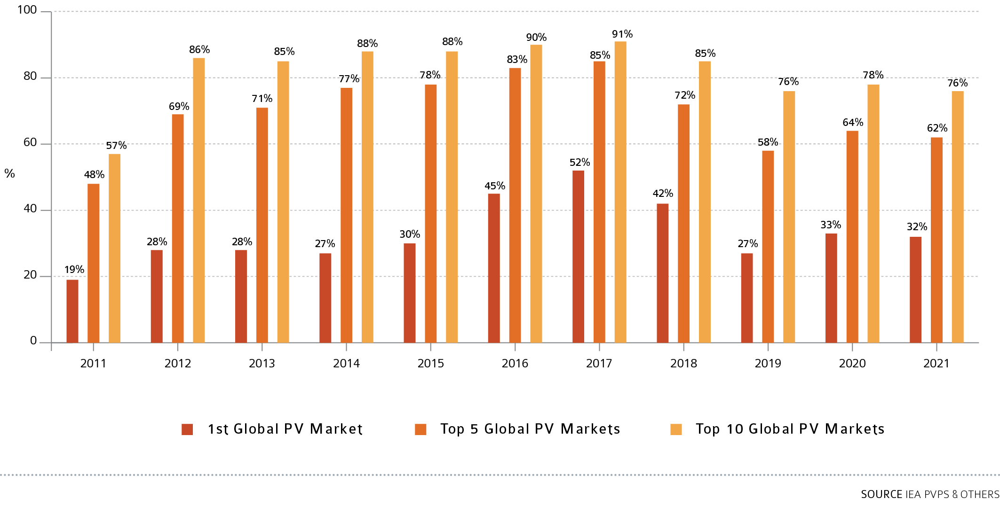 100
80
60
%
40
20
0
19% 48% 57%
28% 69% 86%
28% 71% 85%
27% 77% 88%
30% 78% 88%
45% 83% 90%
52% 85% 91%
42% 72% 85%
27% 58% 76%
33% 64% 78%
32% 62% 76%
2011 2012 2013 2014 2015 2016 2017 2018 2019 2020 2021
1st Global PV Market Top 5 Global PV Markets Top 10 Global PV Markets
SOURCE IEA PVPS & OTHERS